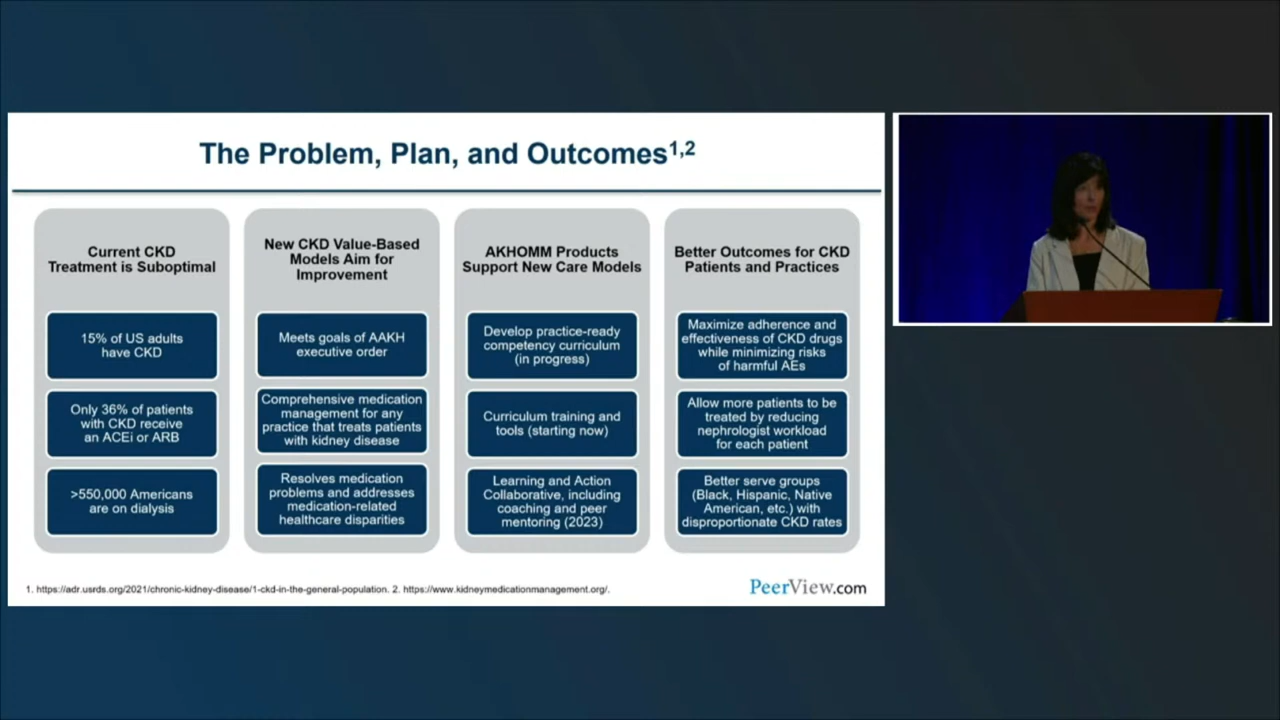 The Problem, Plan, and Outcomes1,2
Current CKD
Treatment is Suboptimal
15% of US adults
have CKD
Only 36% of patients
with CKD receive
an ACEi or ARB
>550,000 Americans
are on dialysis
New CKD Value-Based
Models Aim for
Improvement
Meets goals of AAKH
executive order
Comprehensive medication
management for any
practice that treats patients
with kidney disease
Resolves medication
problems and addresses
medication-related
healthcare disparities
AKHOMM Products
Support New Care Models
Develop practice-ready
competency curriculum
(in progress)
Curriculum training and
tools (starting now)
Learning and Action
Collaborative, including
coaching and peer
mentoring (2023)
Better Outcomes for CKD
Patients and Practices
Maximize adherence and
effectiveness of CKD drugs
while minimizing risks
of harmful AEs
Allow more patients to be
treated by reducing
nephrologist workload
for each patient
Better serve groups
(Black, Hispanic, Native
American, etc.) with
disproportionate CKD rates
1. https://adr.usrds.org/2021/chronic-kidney-disease/1-ckd-in-the-general-population. 2. https://www.kidneymedicationmanagement.org/.
PeerView.com